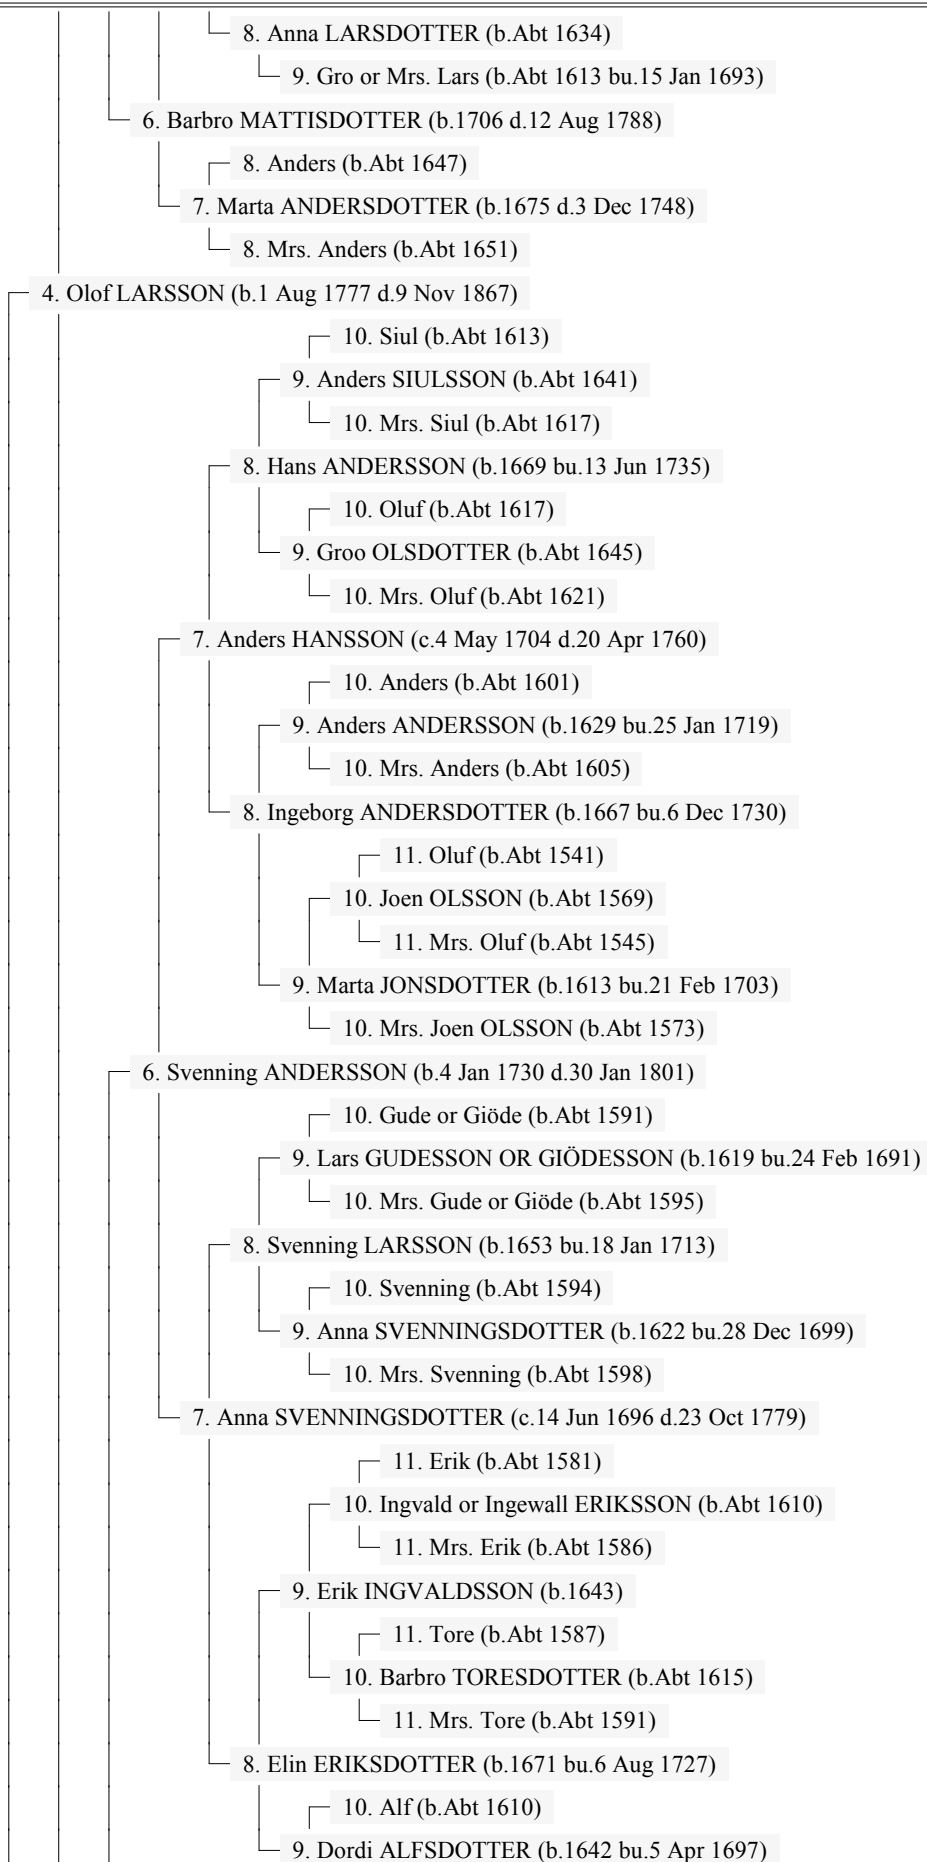 8. Anna LARSDOTTER (b.Abt 1634)
9. Gro or Mrs. Lars (b.Abt 1613 bu.15 Jan 1693)
6. Barbro MATTISDOTTER (b.1706 d.12 Aug 1788)
8. Anders (b.Abt 1647)
7. Marta ANDERSDOTTER (b.1675 d.3 Dec 1748)
8. Mrs. Anders (b.Abt 1651)
4. Olof LARSSON (b.1 Aug 1777 d.9 Nov 1867)
10. Siul (b.Abt 1613)
9. Anders SIULSSON (b.Abt 1641)
10. Mrs. Siul (b.Abt 1617)
8. Hans ANDERSSON (b.1669 bu.13 Jun 1735)
10. Oluf (b.Abt 1617)
9. Groo OLSDOTTER (b.Abt 1645)
10. Mrs. Oluf (b.Abt 1621)
7. Anders HANSSON (c.4 May 1704 d.20 Apr 1760)
10. Anders (b.Abt 1601)
9. Anders ANDERSSON (b.1629 bu.25 Jan 1719)
10. Mrs. Anders (b.Abt 1605)
8. Ingeborg ANDERSDOTTER (b.1667 bu.6 Dec 1730)
11. Oluf (b.Abt 1541)
10. Joen OLSSON (b.Abt 1569)
11. Mrs. Oluf (b.Abt 1545)
9. Marta JONSDOTTER (b.1613 bu.21 Feb 1703)
10. Mrs. Joen OLSSON (b.Abt 1573)
6. Svenning ANDERSSON (b.4 Jan 1730 d.30 Jan 1801)
10. Gude or Giöde (b.Abt 1591)
9. Lars GUDESSON OR GIÖDESSON (b.1619 bu.24 Feb 1691)
10. Mrs. Gude or Giöde (b.Abt 1595)
8. Svenning LARSSON (b.1653 bu.18 Jan 1713)
10. Svenning (b.Abt 1594)
9. Anna SVENNINGSDOTTER (b.1622 bu.28 Dec 1699)
10. Mrs. Svenning (b.Abt 1598)
7. Anna SVENNINGSDOTTER (c.14 Jun 1696 d.23 Oct 1779)
11. Erik (b.Abt 1581)
10. Ingvald or Ingewall ERIKSSON (b.Abt 1610)
11. Mrs. Erik (b.Abt 1586)
9. Erik INGVALDSSON (b.1643)
11. Tore (b.Abt 1587)
10. Barbro TORESDOTTER (b.Abt 1615)
11. Mrs. Tore (b.Abt 1591)
8. Elin ERIKSDOTTER (b.1671 bu.6 Aug 1727)
10. Alf (b.Abt 1610)
9. Dordi ALFSDOTTER (b.1642 bu.5 Apr 1697)